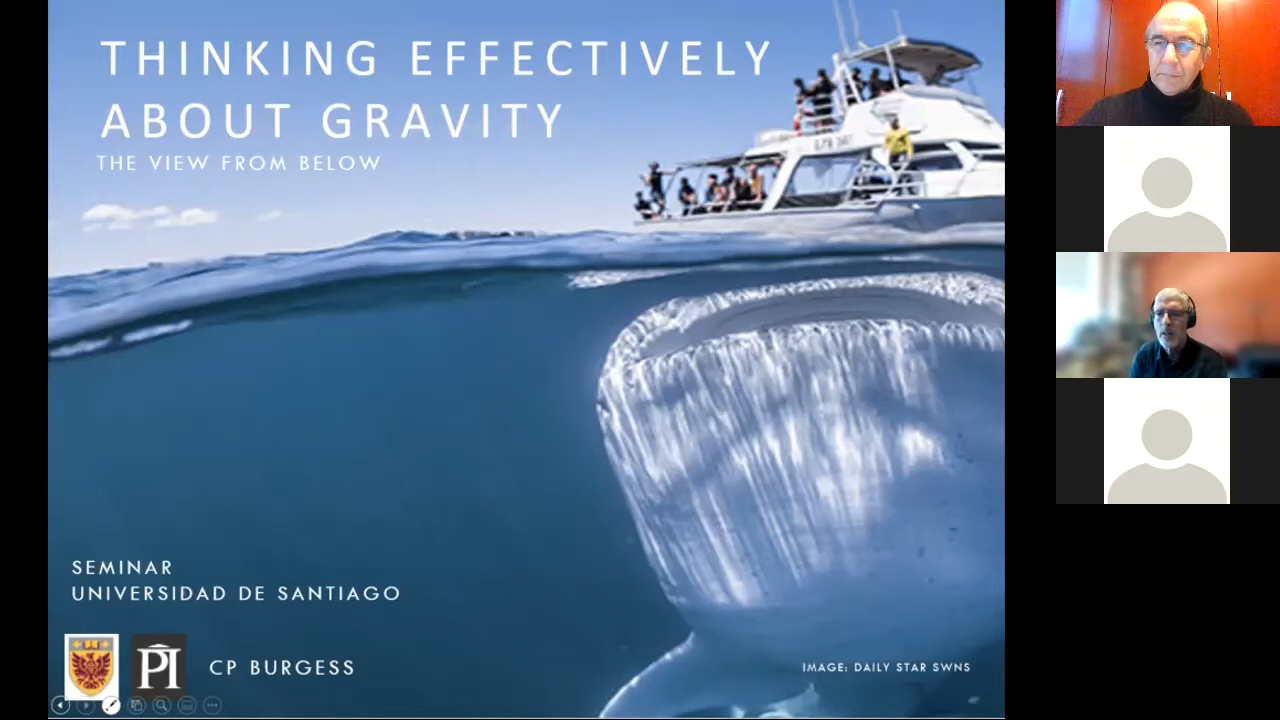 THINKING EFFECTIVELY
ABOUT GRAVITY
THE VIEW FROM BELOW
SEMINAR
UNIVERSIDAD DE SANTIAGO
PI
CP BURGESS
IMAGE: DAILY STAR SWNS